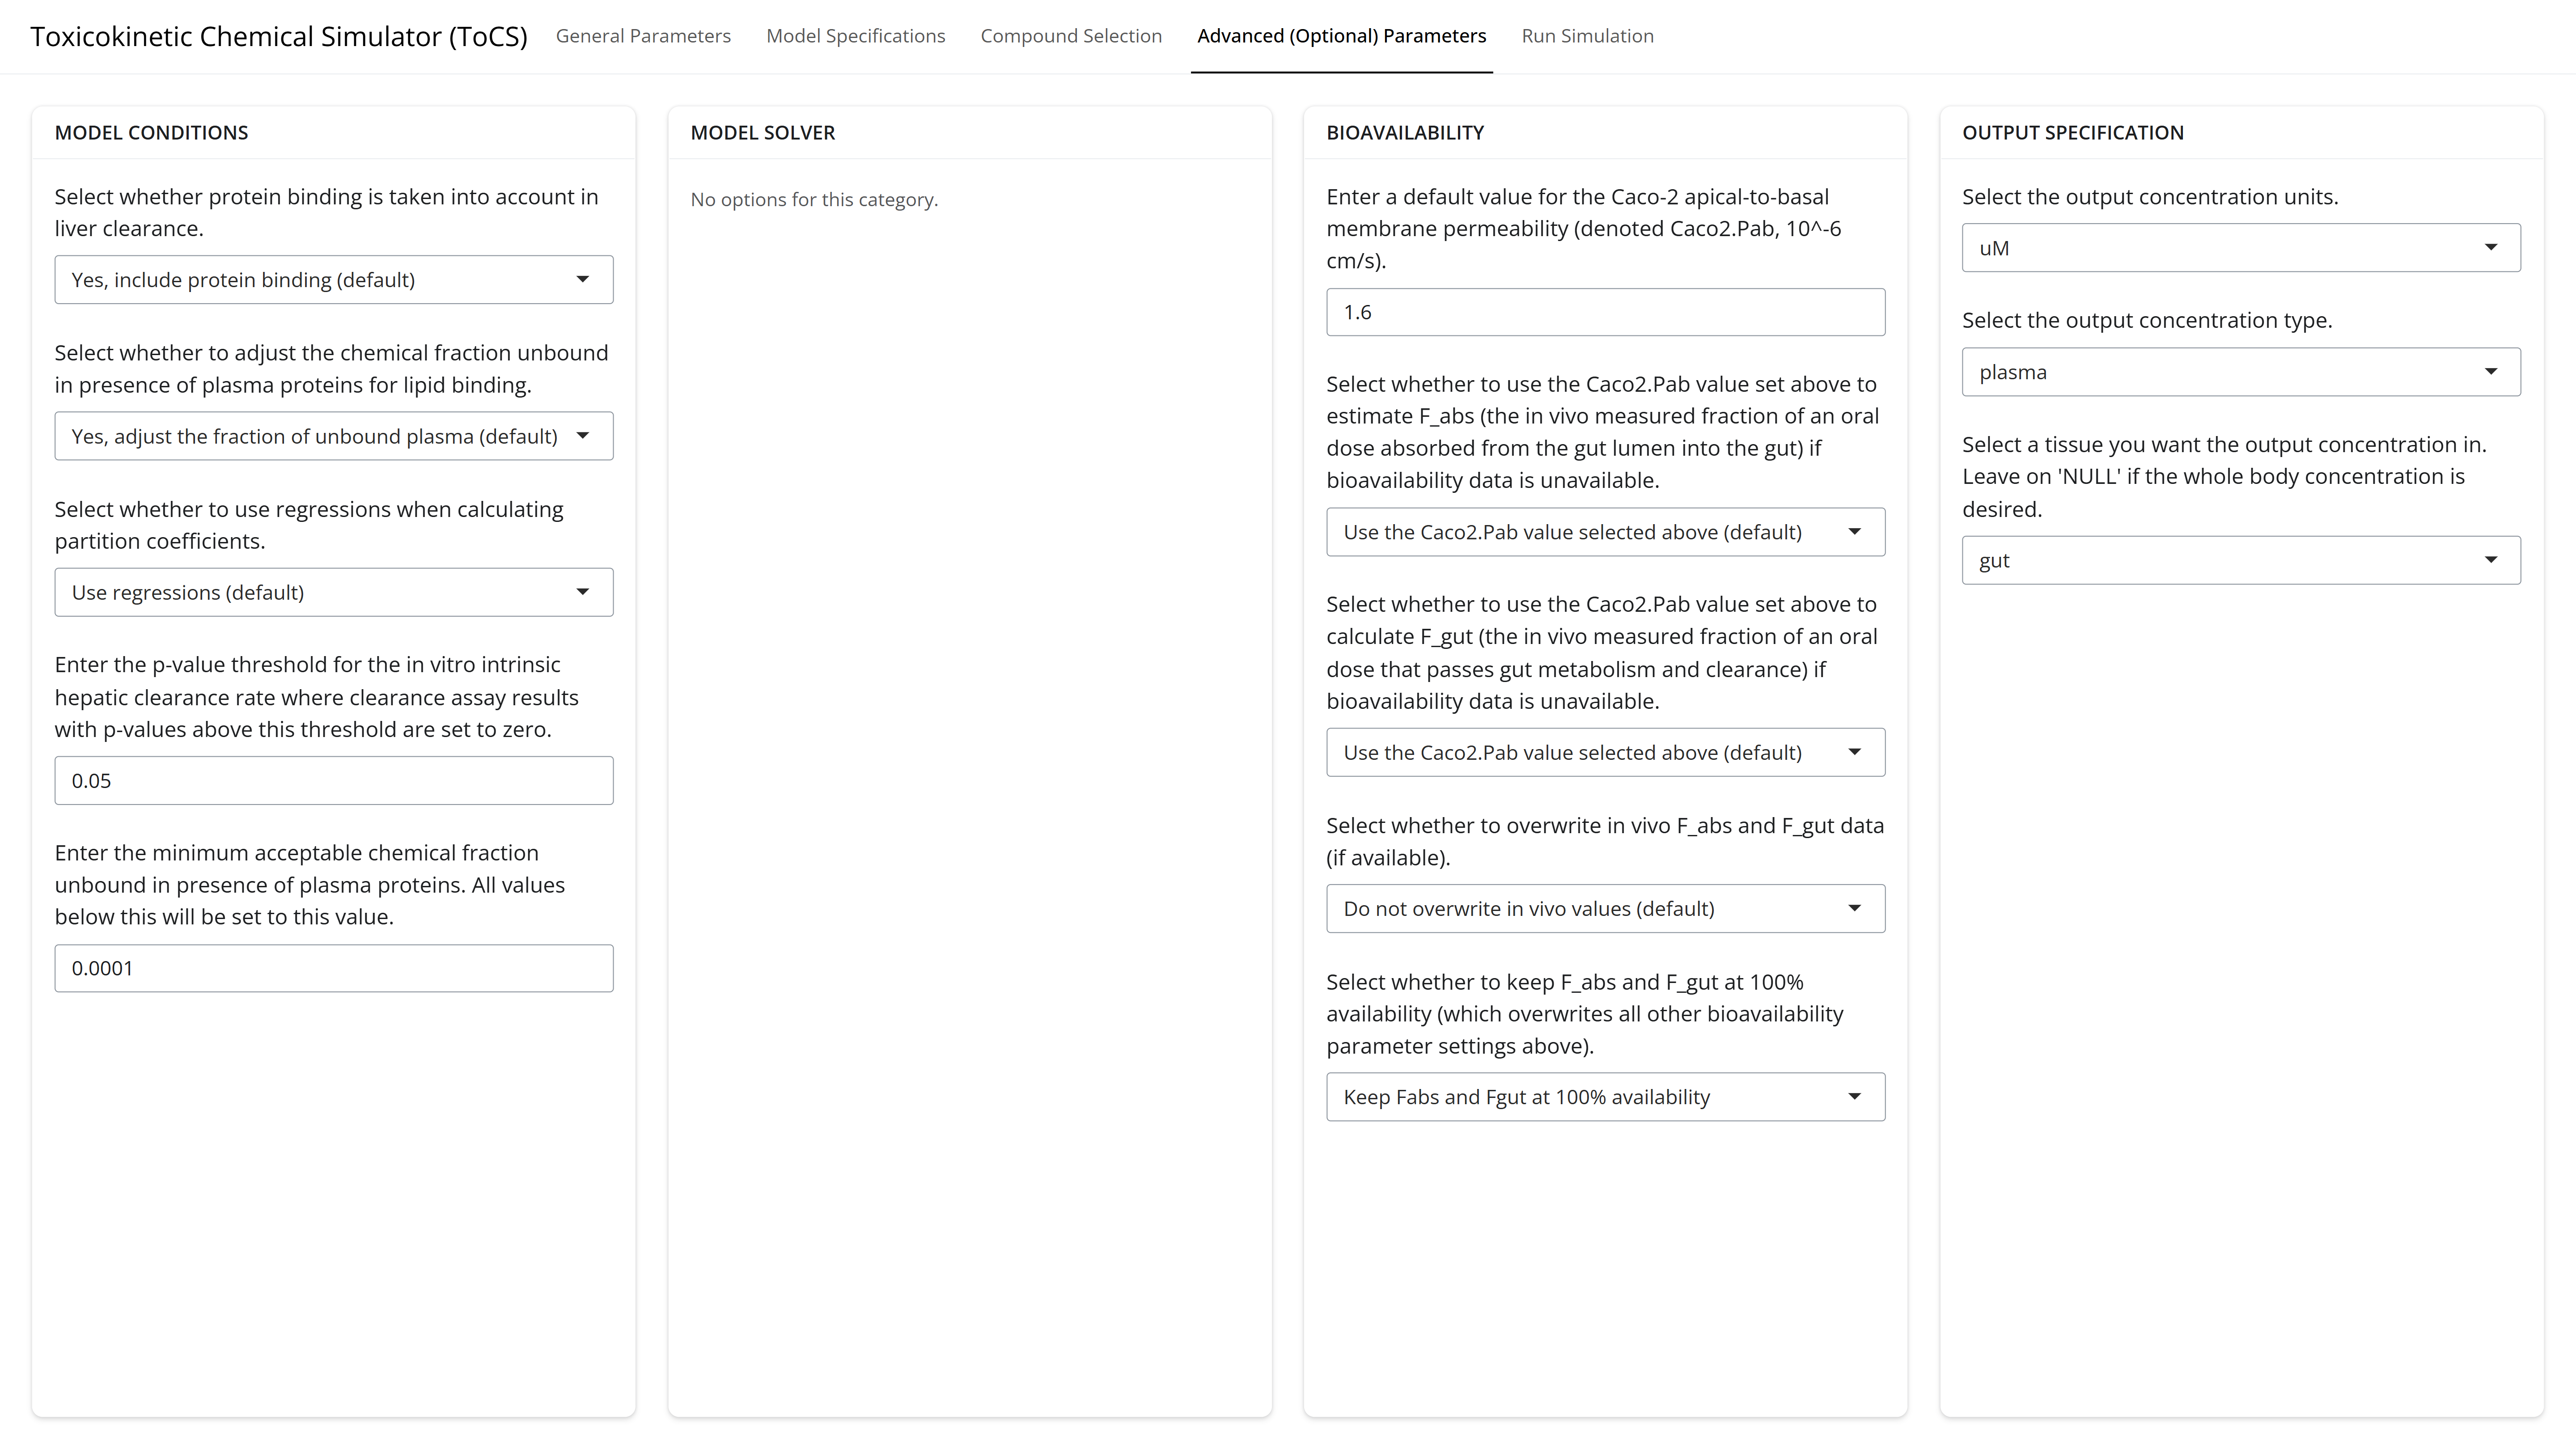 Toxicokinetic Chemical Simulator (ToCS)
General Parameters
Model Specifications
Compound Selection
Advanced (Optional) Parameters
Run Simulation
MODEL CONDITIONS
Select whether protein binding is taken into account in
liver clearance.
Yes, include protein binding (default)
Select whether to adjust the chemical fraction unbound
in presence of plasma proteins for lipid binding.
Yes, adjust the fraction of unbound plasma (default)
Select whether to use regressions when calculating
partition coefficients.
Use regressions (default)
Enter the p-value threshold for the in vitro intrinsic
hepatic clearance rate where clearance assay results
with p-values above this threshold are set to zero.
0.05
Enter the minimum acceptable chemical fraction
unbound in presence of plasma proteins. All values
below this will be set to this value.
0.0001
MODEL SOLVER
No options for this category.
BIOAVAILABILITY
Enter a default value for the Caco-2 apical-to-basal
membrane permeability (denoted Caco2.Pab, 10^-6
cm/s).
1.6
Select whether to use the Caco2.Pab value set above to
estimate F_abs (the in vivo measured fraction of an oral
dose absorbed from the gut lumen into the gut) if
bioavailability data is unavailable.
Use the Caco2.Pab value selected above (default)
Select whether to use the Caco2.Pab value set above to
calculate F_gut (the in vivo measured fraction of an oral
dose that passes gut metabolism and clearance) if
bioavailability data is unavailable.
Use the Caco2.Pab value selected above (default)
Select whether to overwrite in vivo F_abs and F_gut data
(if available).
Do not overwrite in vivo values (default)
Select whether to keep F_abs and F_gut at 100%
availability (which overwrites all other bioavailability
parameter settings above).
Keep Fabs and Fgut at 100% availability
OUTPUT SPECIFICATION
Select the output concentration units.
uM
Select the output concentration type.
plasma
Select a tissue you want the output concentration in.
Leave on 'NULL' if the whole body concentration is
desired.
gut